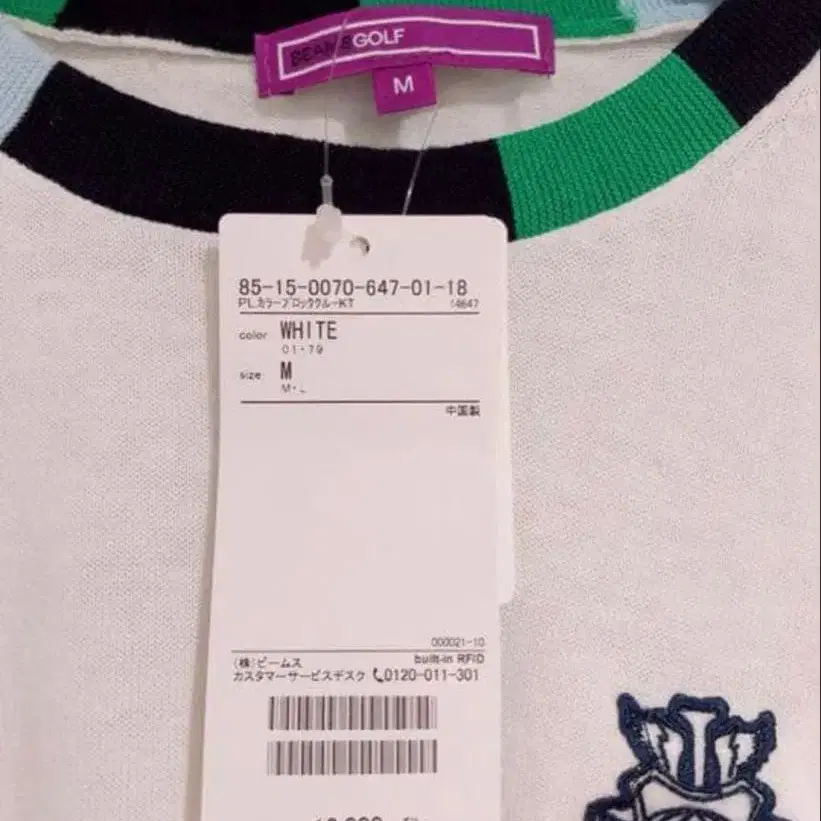 BEAMS GOLF
M
85-15-0070-647-01-18
PLカラーブロッククルーKT 14647
color WHITE
01・79
size M
M・L
中国製
000021-10
(株)ビームス built-in RFID
カスタマーサービスデスク 0120-011-301